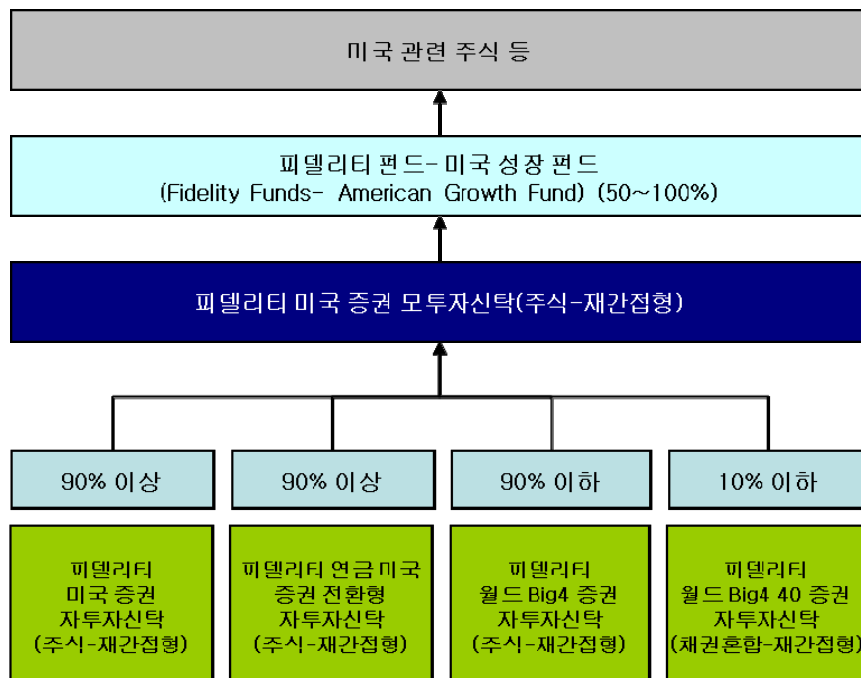 미국 관련 주식 등
피델리티 펀드- 미국 성장 펀드
(Fidelity Funds- American Growth Fund) (50~100%)
피델리티 미국 증권 모투자신탁(주식-재간접형)
90% 이상
90% 이상
90% 이하
10% 이하
피델리티
미국 증권
자투자신탁
(주식-재간접형)
피델리티 연금 미국
증권 전환형
자투자신탁
(주식-재간접형)
피델리티
월드 Big4 증권
자투자신탁
(주식-재간접형)
피델리티
월드 Big4 40 증권
자투자신탁
(채권혼합-재간접형)